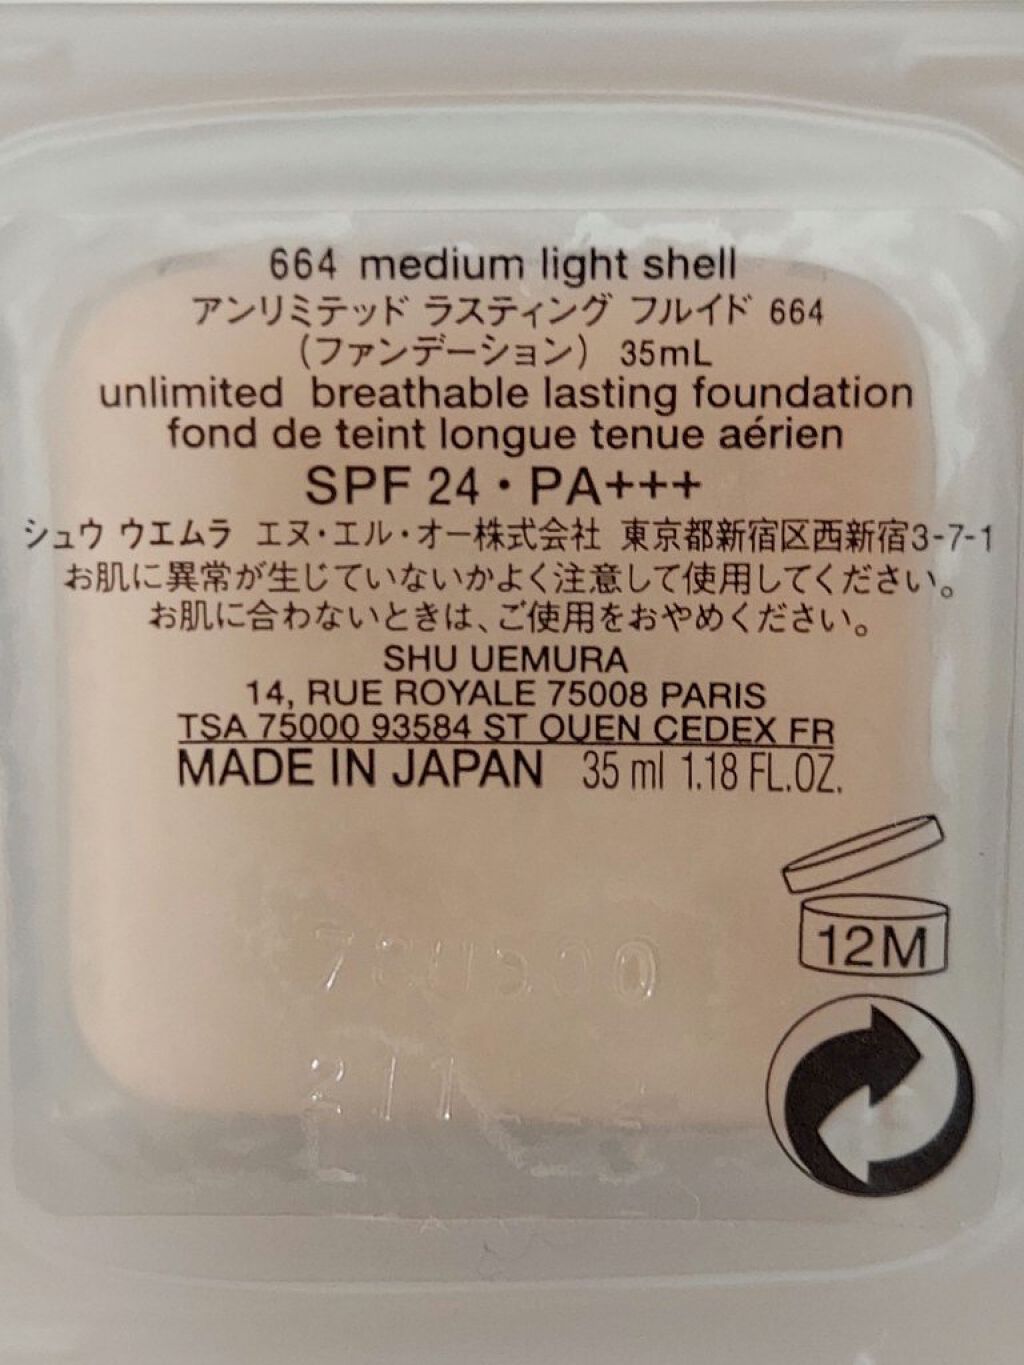 664 medium light shell
アンリミテッド ラスティング フルイド 664
(ファンデーション) 35mL
unlimited breathable lasting foundation
fond de teint longue tenue aérien
SPF 24・PA+++
シュウ ウエムラ エヌ・エル・オー株式会社 東京都新宿区西新宿3-7-1
お肌に異常が生じていないかよく注意して使用してください。
お肌に合わないときは、ご使用をおやめください。
SHU UEMURA
14, RUE ROYALE 75008 PARIS
TSA 75000 93584 ST OUEN CEDEX FR
MADE IN JAPAN 35 ml 1.18 FL.OZ.
12M
211